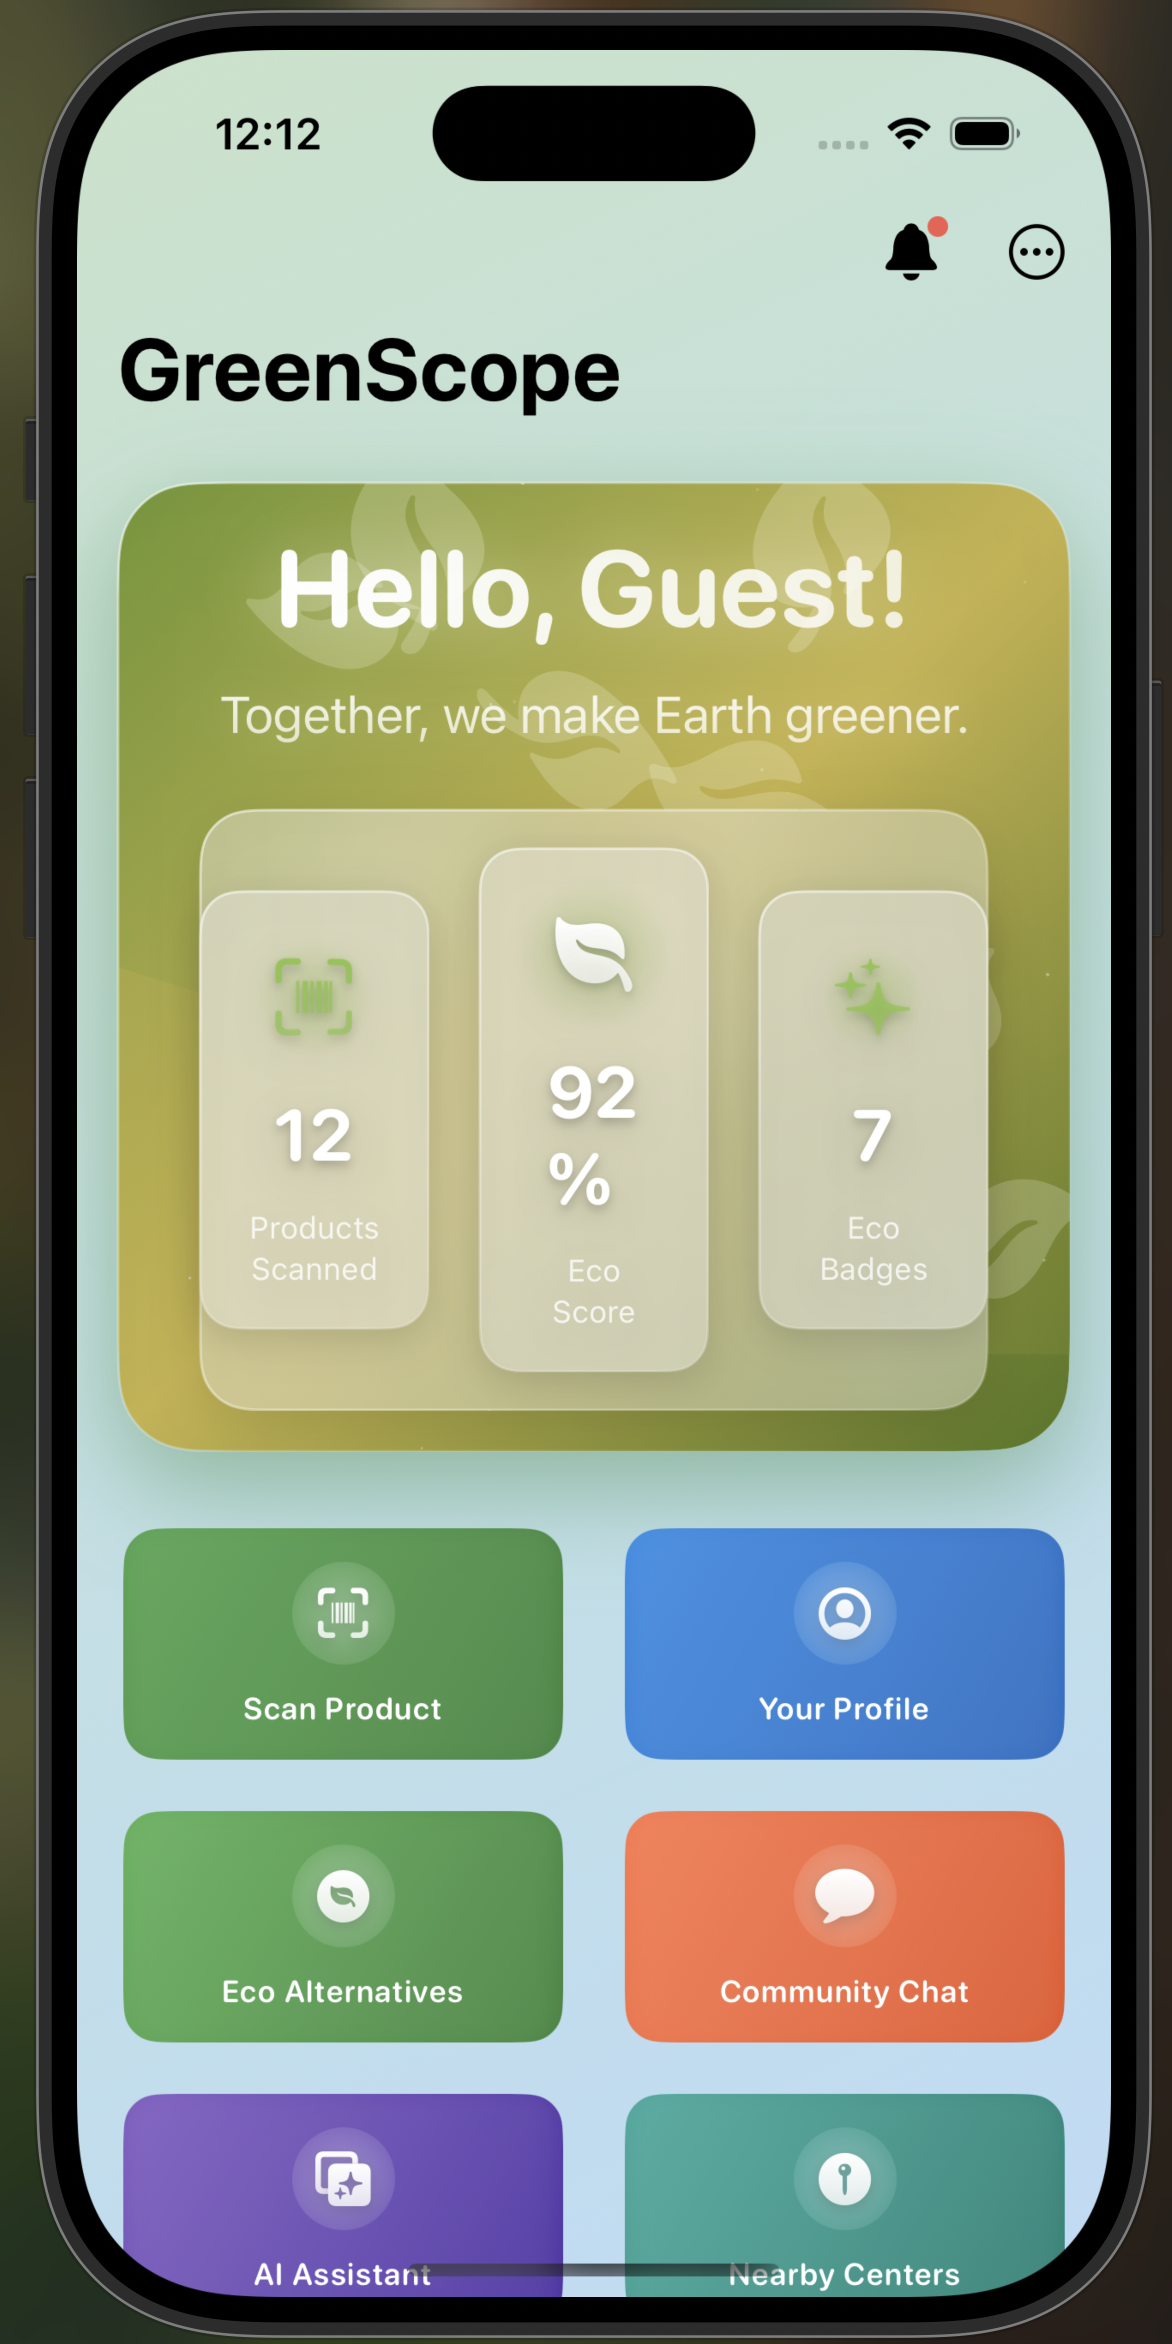 12:12
GreenScope
Hello, Guest!
Together, we make Earth greener.
12
Products
Scanned
92
%
Eco
Score
7
Eco
Badges
Scan Product
Your Profile
Eco Alternatives
Community Chat
AI Assistant
Nearby Centers